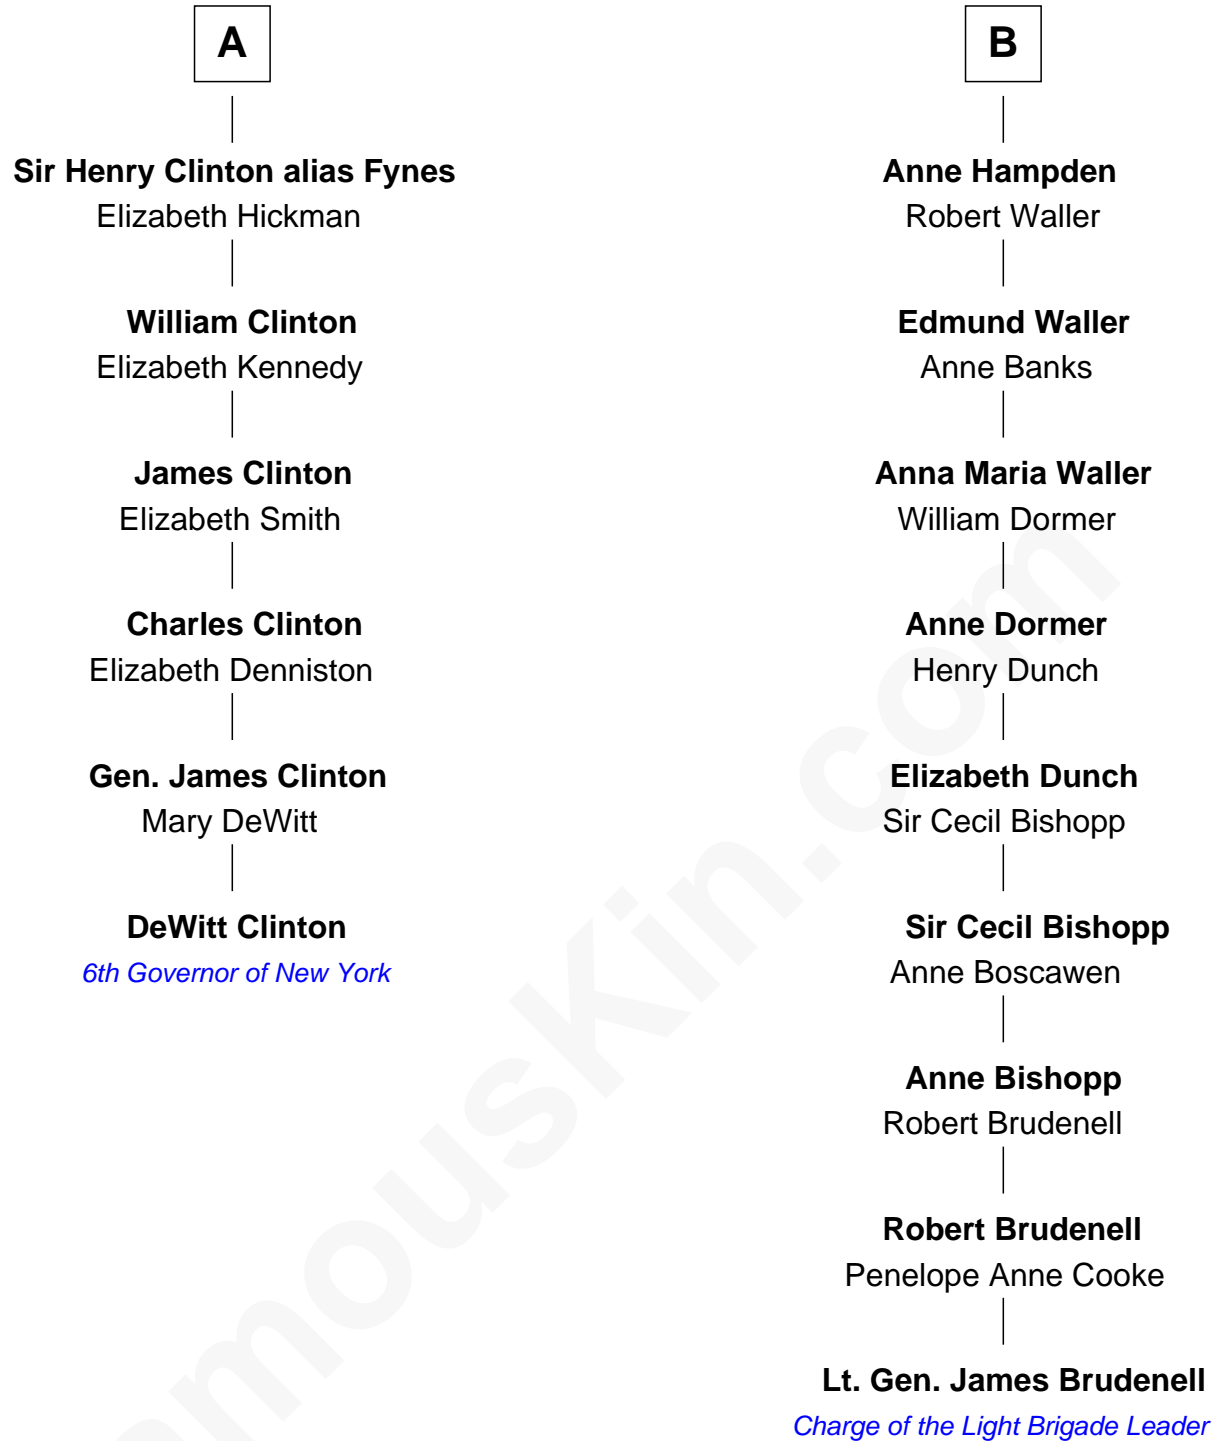 A
Sir Henry Clinton alias Fynes
Elizabeth Hickman
William Clinton
Elizabeth Kennedy
James Clinton
Elizabeth Smith
Charles Clinton
Elizabeth Denniston
Gen. James Clinton
Mary DeWitt
DeWitt Clinton
6th Governor of New York
B
Anne Hampden
Robert Waller
Edmund Waller
Anne Banks
Anna Maria Waller
William Dormer
Anne Dormer
Henry Dunch
Elizabeth Dunch
Sir Cecil Bishopp
Sir Cecil Bishopp
Anne Boscawen
Anne Bishopp
Robert Brudenell
Robert Brudenell
Penelope Anne Cooke
Lt. Gen. James Brudenell
Charge of the Light Brigade Leader
amousKin.com